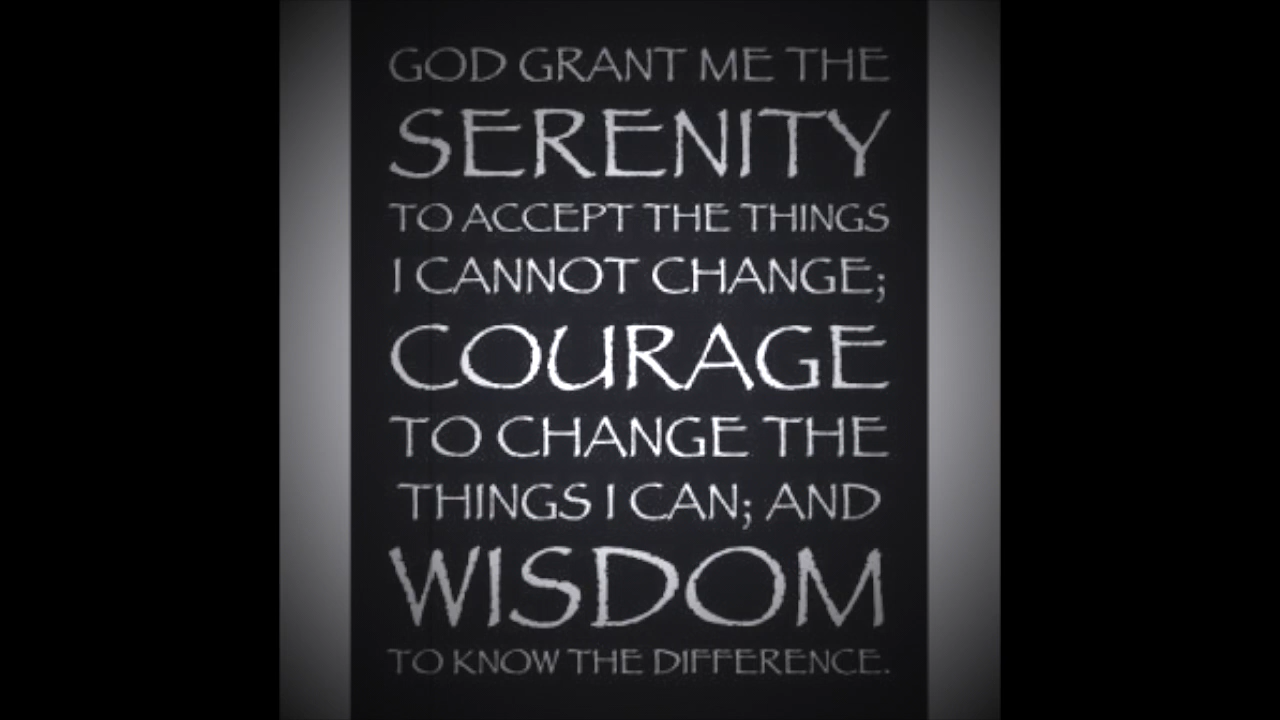 GOD GRANT ME THE
SERENITY
TO ACCEPT THE THINGS
I CANNOT CHANGE;
COURAGE
TO CHANGE THE
THINGS I CAN; AND
WISDOM
TO KNOW THE DIFFERENCE.